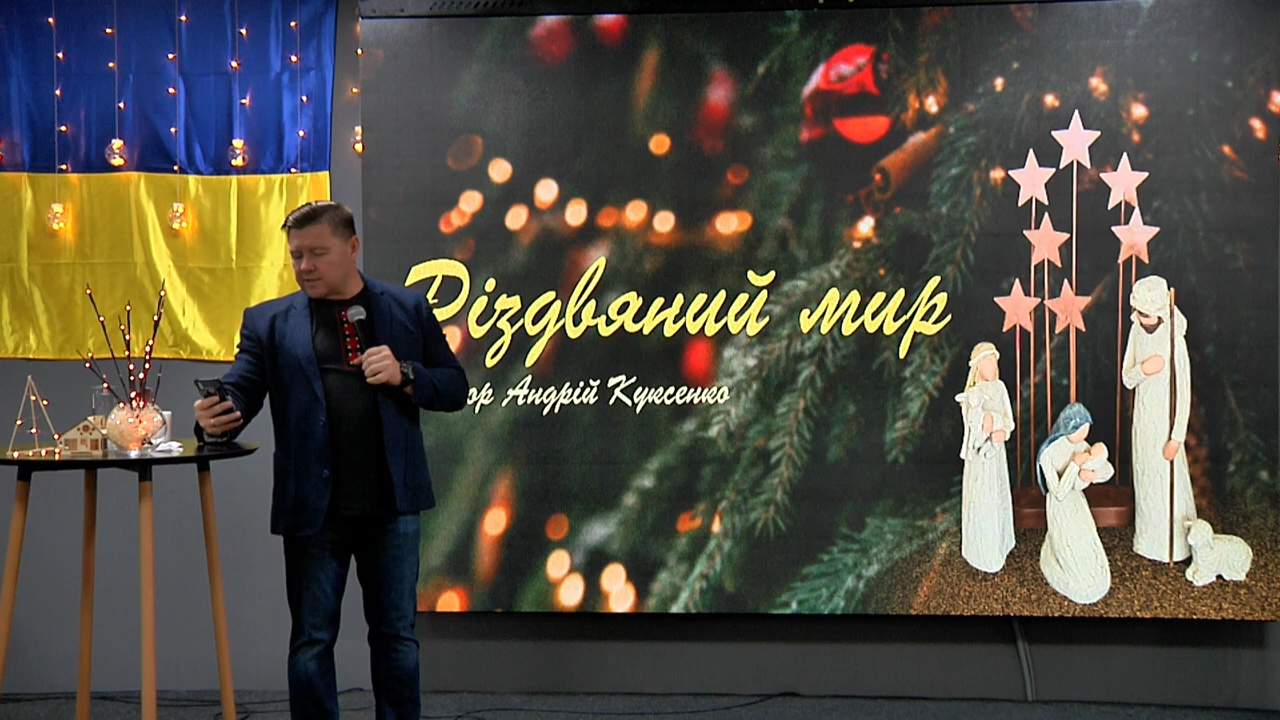 Різдвяний мир
Андрій Куксенко